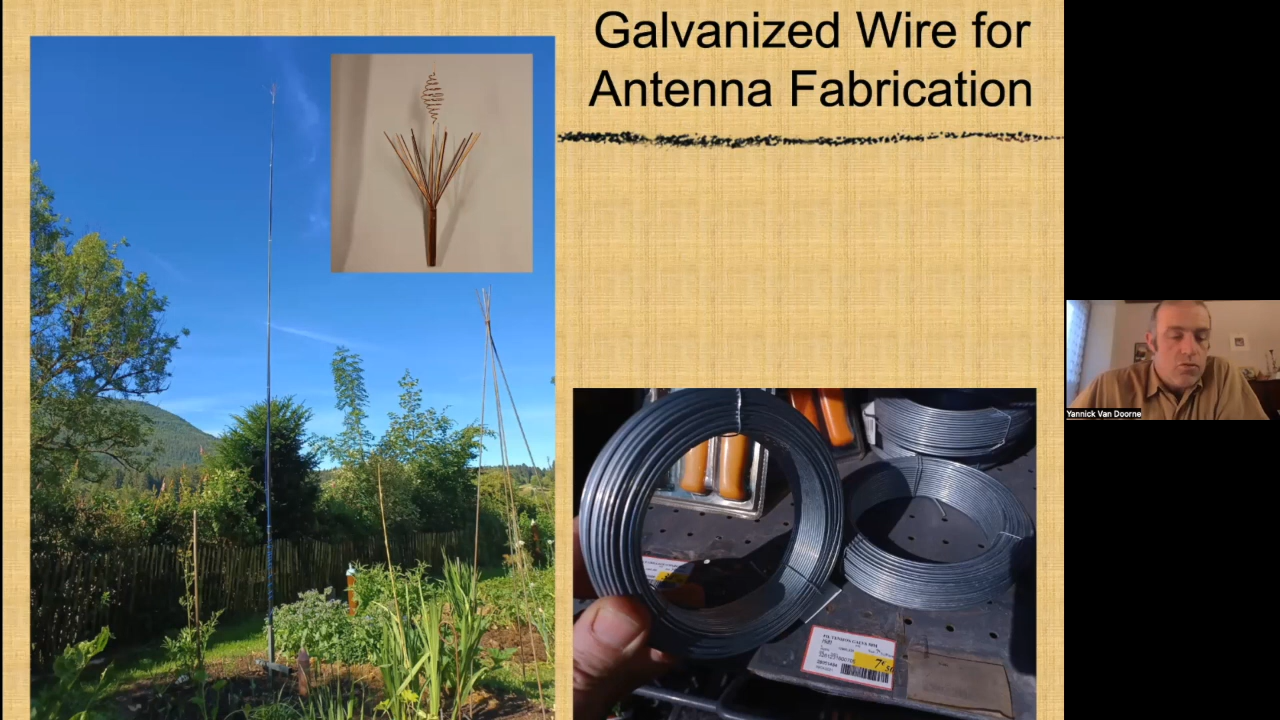 Galvanized Wire for
Antenna Fabrication
Yannick Van Doorne